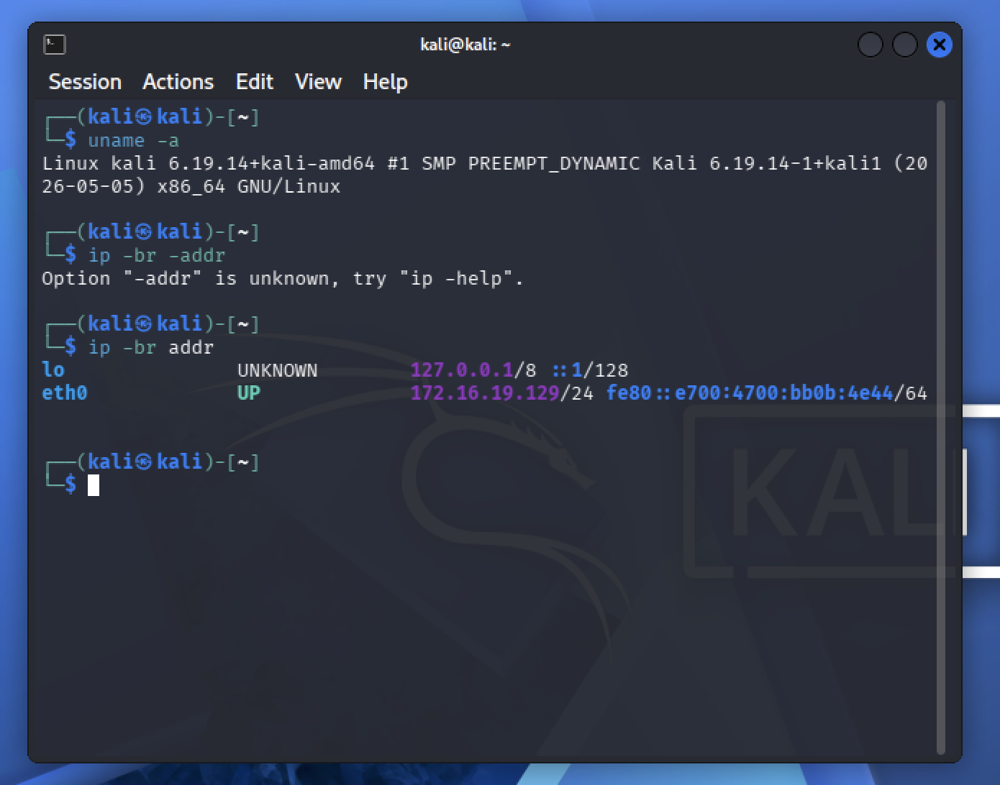 kali@kali: ~
Session Actions Edit View Help
┌──(kali㉿kali)-[~]
└─$ uname -a
Linux kali 6.19.14+kali-amd64 #1 SMP PREEMPT_DYNAMIC Kali 6.19.14-1+kali1 (20
26-05-05) x86_64 GNU/Linux
┌──(kali㉿kali)-[~]
└─$ ip -br -addr
Option "-addr" is unknown, try "ip -help".
┌──(kali㉿kali)-[~]
└─$ ip -br addr
lo UNKNOWN 127.0.0.1/8 ::1/128
eth0 UP 172.16.19.129/24 fe80::e700:4700:bb0b:4e44/64
┌──(kali㉿kali)-[~]
└─$
KALI